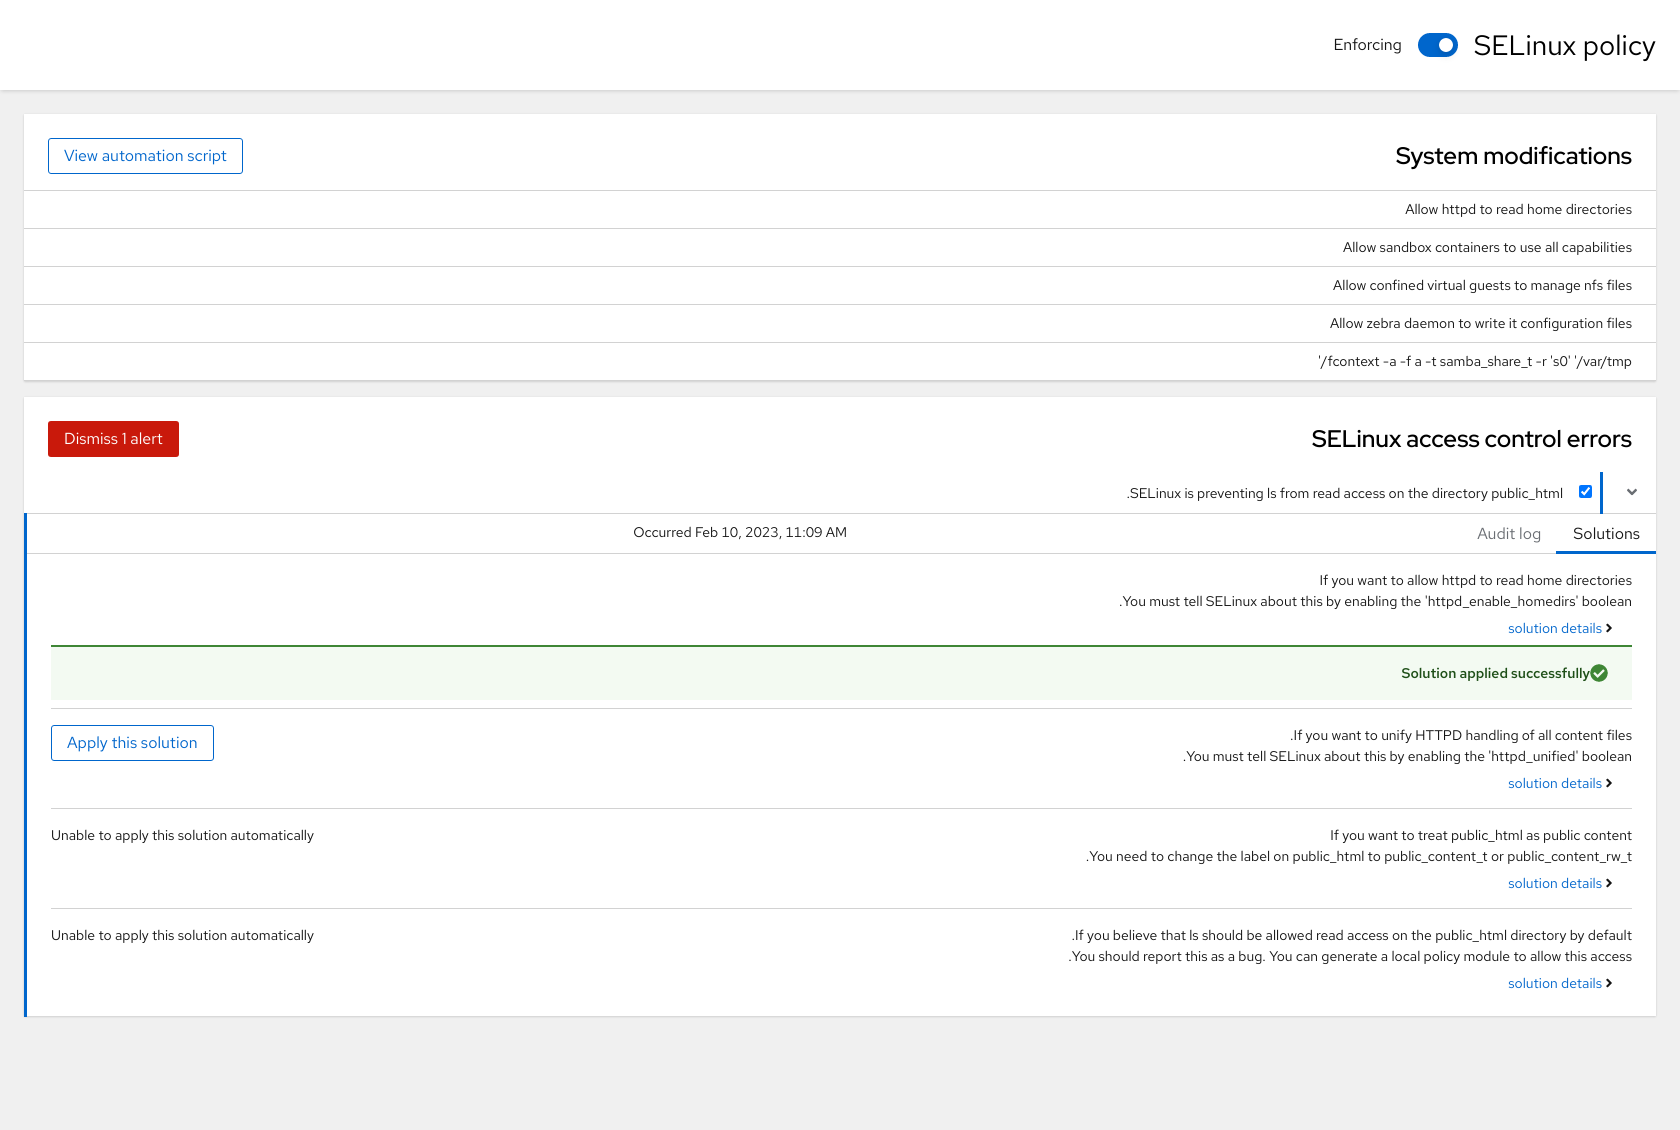 SELinux policy
Enforcing
System modifications
View automation script
Allow httpd to read home directories
Allow sandbox containers to use all capabilities
Allow confined virtual guests to manage nfs files
Allow zebra daemon to write it configuration files
'/fcontext -a -f a -t samba_share_t -r 's0' '/var/tmp
SELinux access control errors
Dismiss 1 alert
.SELinux is preventing ls from read access on the directory public_html
Solutions
Audit log
Occurred Feb 10, 2023, 11:09 AM
If you want to allow httpd to read home directories
.You must tell SELinux about this by enabling the 'httpd_enable_homedirs' boolean
solution details
Solution applied successfully
.If you want to unify HTTPD handling of all content files
.You must tell SELinux about this by enabling the 'httpd_unified' boolean
solution details
Apply this solution
If you want to treat public_html as public content
.You need to change the label on public_html to public_content_t or public_content_rw_t
solution details
Unable to apply this solution automatically
.If you believe that ls should be allowed read access on the public_html directory by default
.You should report this as a bug. You can generate a local policy module to allow this access
solution details
Unable to apply this solution automatically